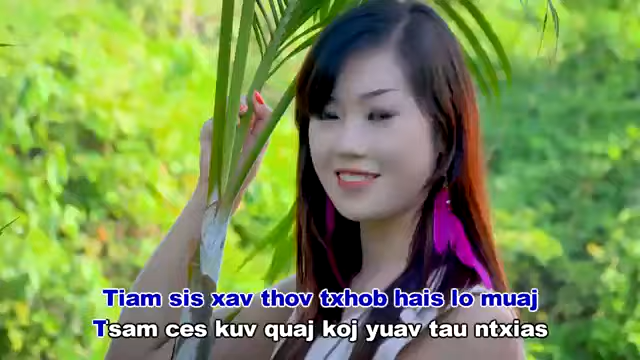 Tiam sis xav thov txhob hais lo muaj
Tsam ces kuv quaj koj yuav tau ntxias